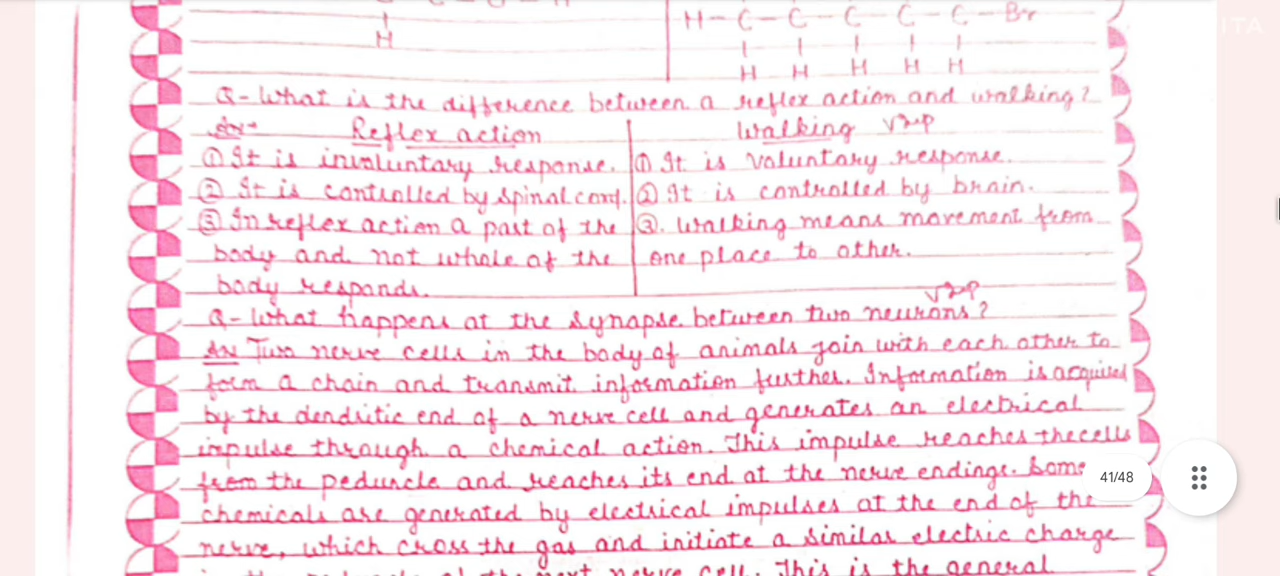 H
H - C - C - C - C - C - Br
H H H H H
Q- What is the difference between a reflex action and walking?
Ans- Reflex action
Walking VImp
① It is involuntary response.
② It is controlled by spinal cord.
③ In reflex action a part of the
body and not whole of the
body responds.
① It is voluntary response.
② It is controlled by brain.
③. Walking means movement from
one place to other.
VImp
Q- What happens at the synapse between two neurons?
Ans Two nerve cells in the body of animals join with each other to
form a chain and transmit information further. Information is acquired
by the dendritic end of a nerve cell and generates an electrical
impulse through a chemical action. This impulse reaches the cells
from the peduncle and reaches its end at the nerve endings. Some
41/48
chemicals are generated by electrical impulses at the end of the
nerve, which cross the gas and initiate a similar electric charge
next nerve cell. This is the general